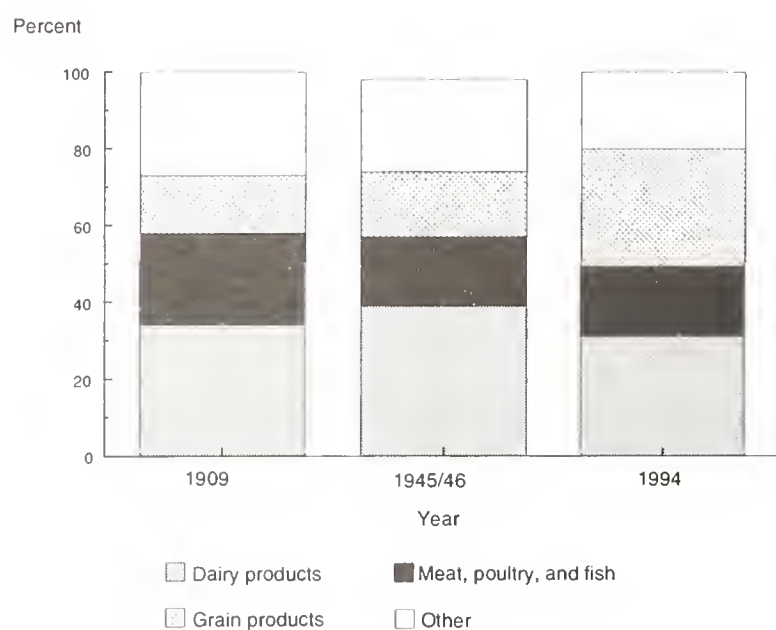 Percent
100
80
60
40
20
0
1909 1945/46 1994
Year
Dairy products Meat, poultry, and fish
Grain products Other